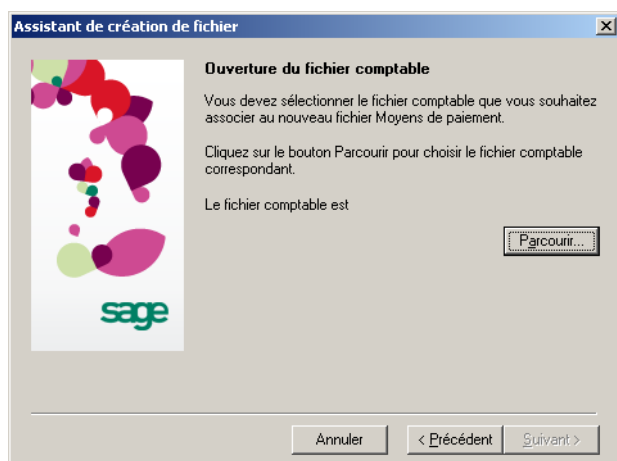 Assistant de création de fichier
Ouverture du fichier comptable
Vous devez sélectionner le fichier comptable que vous souhaitez
associer au nouveau fichier Moyens de paiement.
Cliquez sur le bouton Parcourir pour choisir le fichier comptable
correspondant.
Le fichier comptable est
Parcourir...
sage
Annuler
< Précédent
Suivant >